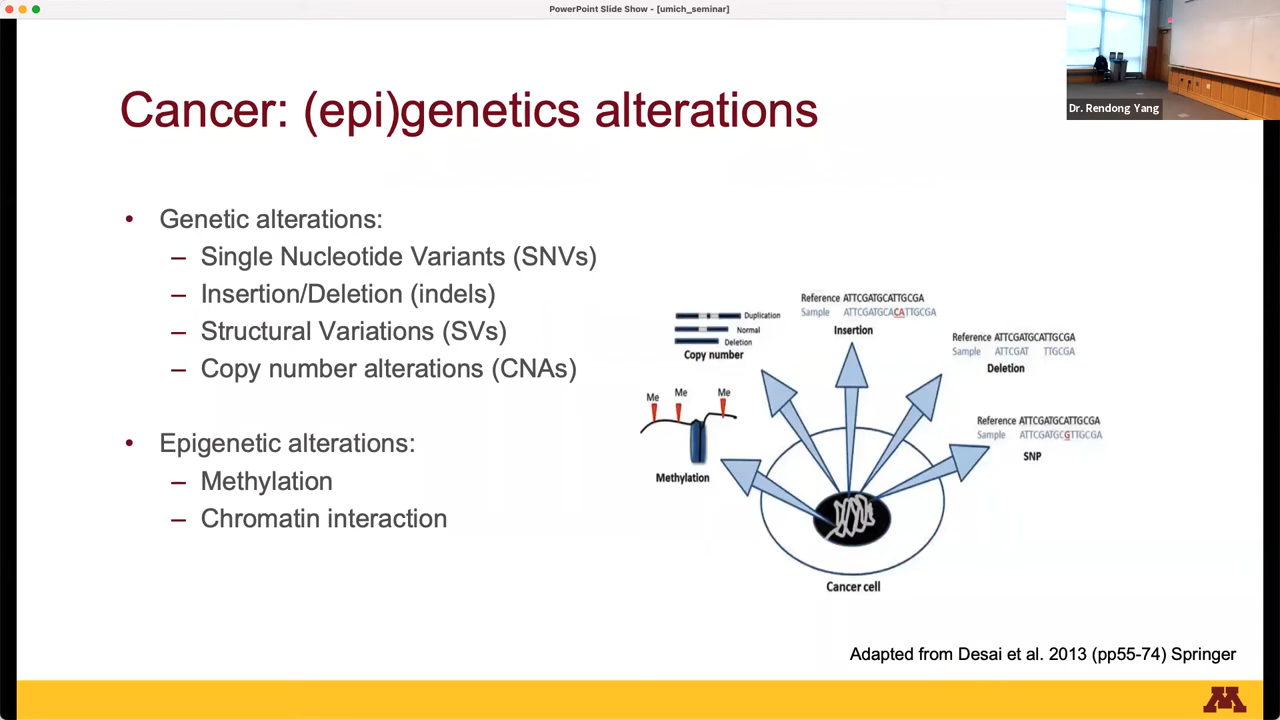 PowerPoint Slide Show - [umich_seminar]
Dr. Rendong Yang
Cancer: (epi)genetics alterations
• Genetic alterations:
– Single Nucleotide Variants (SNVs)
– Insertion/Deletion (indels)
– Structural Variations (SVs)
– Copy number alterations (CNAs)
• Epigenetic alterations:
– Methylation
– Chromatin interaction
Duplication
Normal
Deletion
Copy number
Reference ATTCGATGCATTGCGA
Sample ATTCGATGCACATTGCGA
Insertion
Reference ATTCGATGCATTGCGA
Sample ATTCGAT TTGCGA
Deletion
Me Me Me
Methylation
Reference ATTCGATGCATTGCGA
Sample ATTCGATGCGTTGCGA
SNP
Cancer cell
Adapted from Desai et al. 2013 (pp55-74) Springer
M